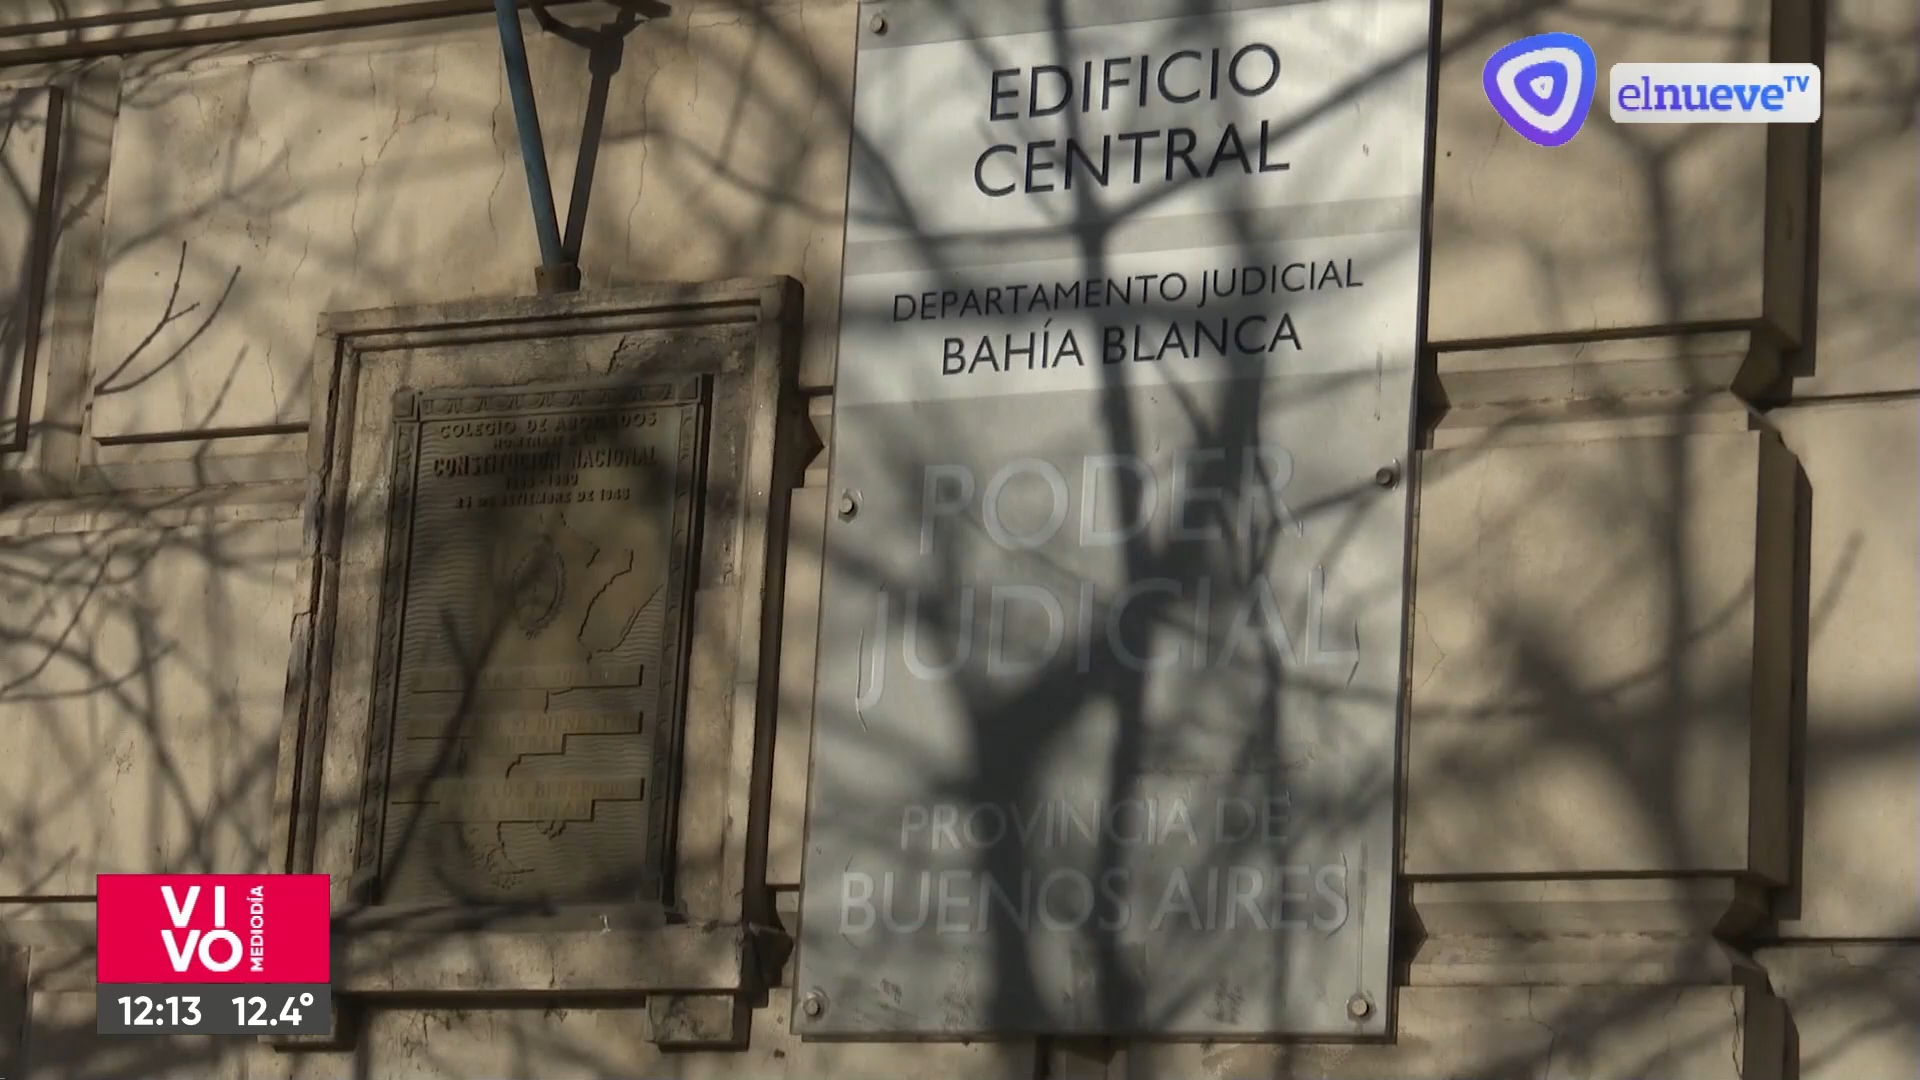 EDIFICIO
CENTRAL
DEPARTAMENTO JUDICIAL
BAHÍA BLANCA
PODER
JUDICIAL
PROVINCIA DE
BUENOS AIRES
COLEGIO DE ABOGADOS
CONSTITUCION NACIONAL
elnueveTV
VIVO
MEDIODÍA
12:13 12.4°